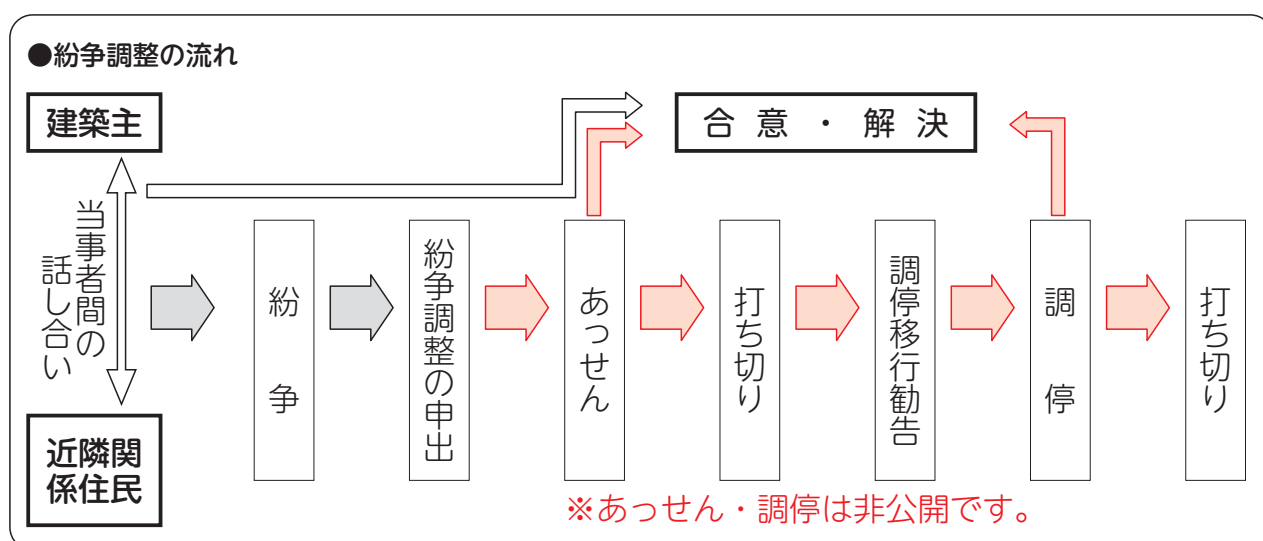 ●紛争調整の流れ
建築主
合意・解決
当事者間の
話し合い
紛争
紛争調整の申出
あっせん
打ち切り
調停移行勧告
調停
打ち切り
近隣関
係住民
※あっせん・調停は非公開です。